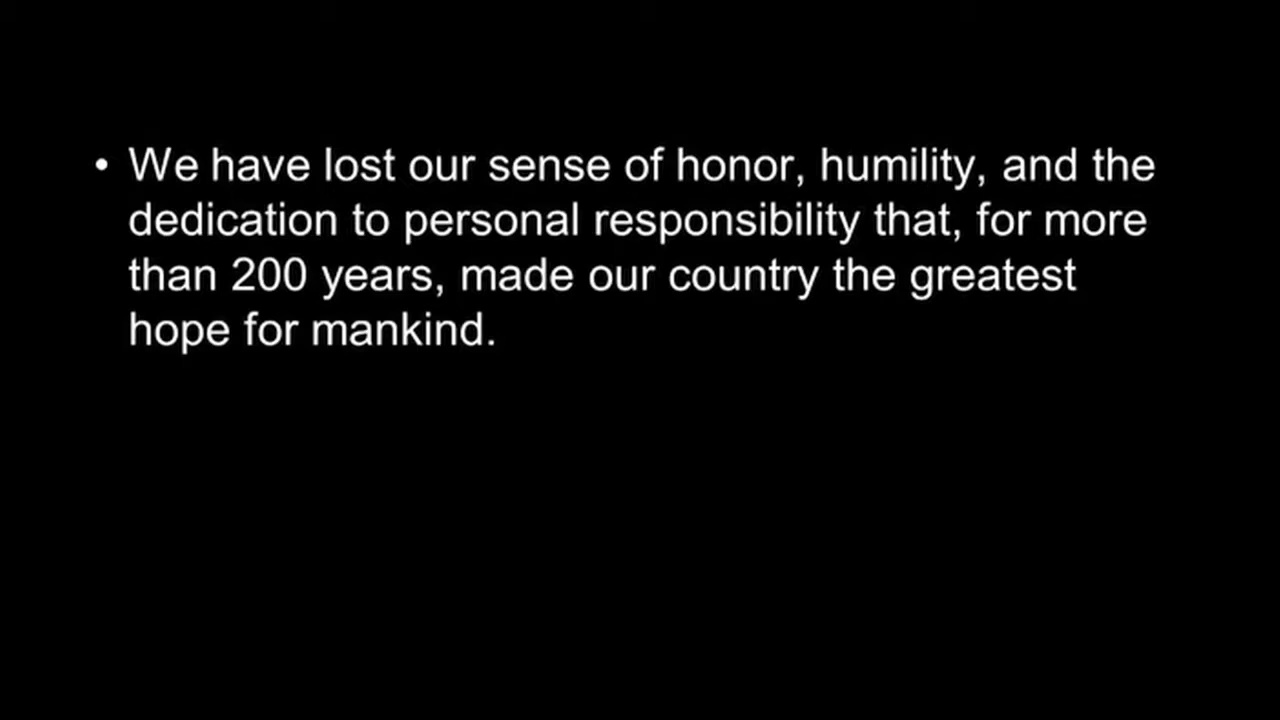 • We have lost our sense of honor, humility, and the
dedication to personal responsibility that, for more
than 200 years, made our country the greatest
hope for mankind.